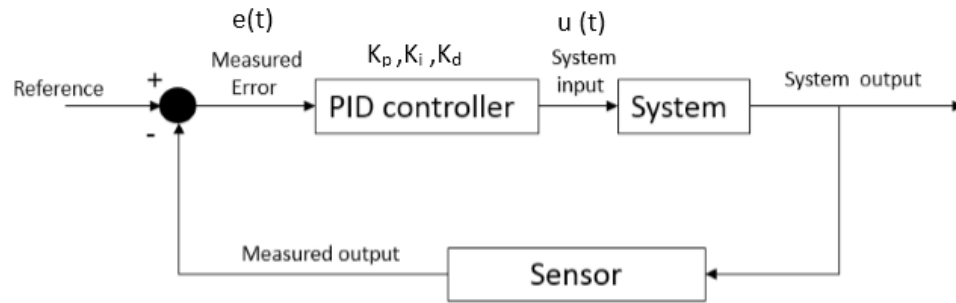 e(t)
u (t)
Measured
Error
Kp ,Ki ,Kd
System
input
Reference
+
-
PID controller
System
System output
Measured output
Sensor